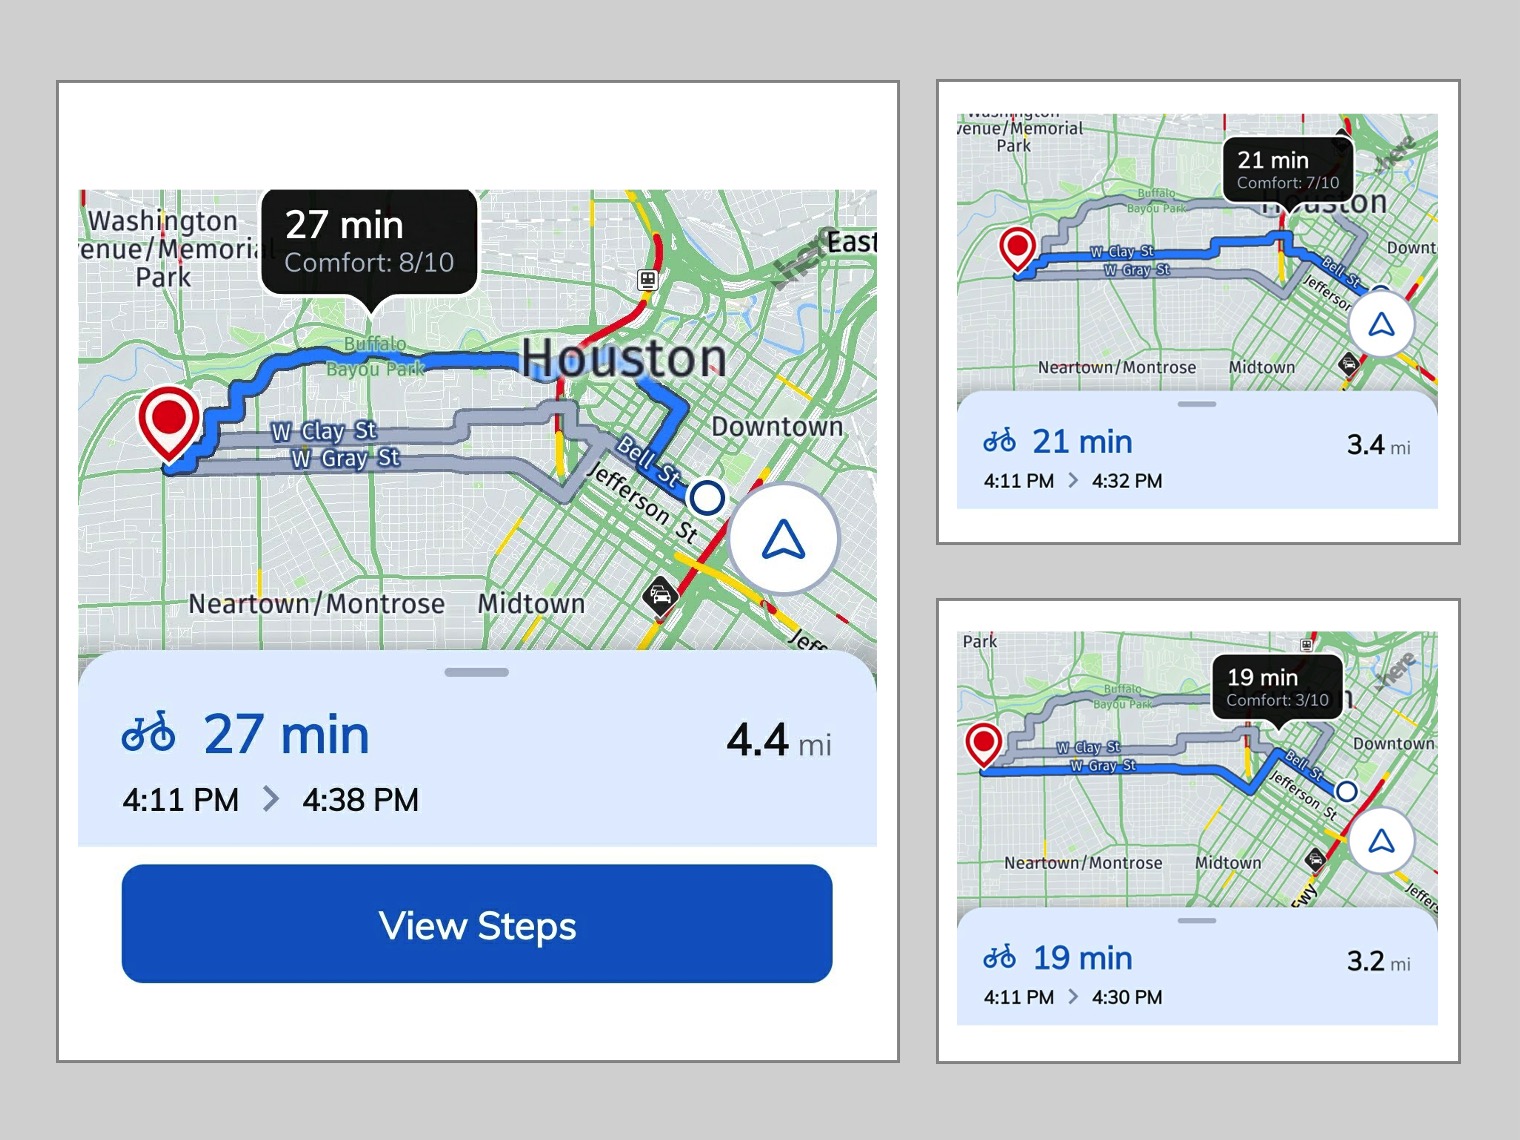 Washington
enue/Memorial
Park
27 min
Comfort: 8/10
here
East
Buffalo
Bayou Park
Houston
W Clay St
W Gray St
Bell St
Downtown
Jefferson St
Neartown/Montrose
Midtown
Jeff
27 min
4.4 mi
4:11 PM > 4:38 PM
View Steps
Washington
venue/Memorial
Park
21 min
Comfort: 7/10
here
Buffalo
Bayou Park
Houston
W Clay St
W Gray St
Bell St
Downt
Jefferson
Neartown/Montrose
Midtown
21 min
3.4 mi
4:11 PM > 4:32 PM
Park
19 min
Comfort: 3/10
here
Buffalo
Bayou Park
n
W Clay St
W Gray St
Bell St
Downtown
Jefferson St
Neartown/Montrose
Midtown
Jeffers
Fwy
19 min
3.2 mi
4:11 PM > 4:30 PM